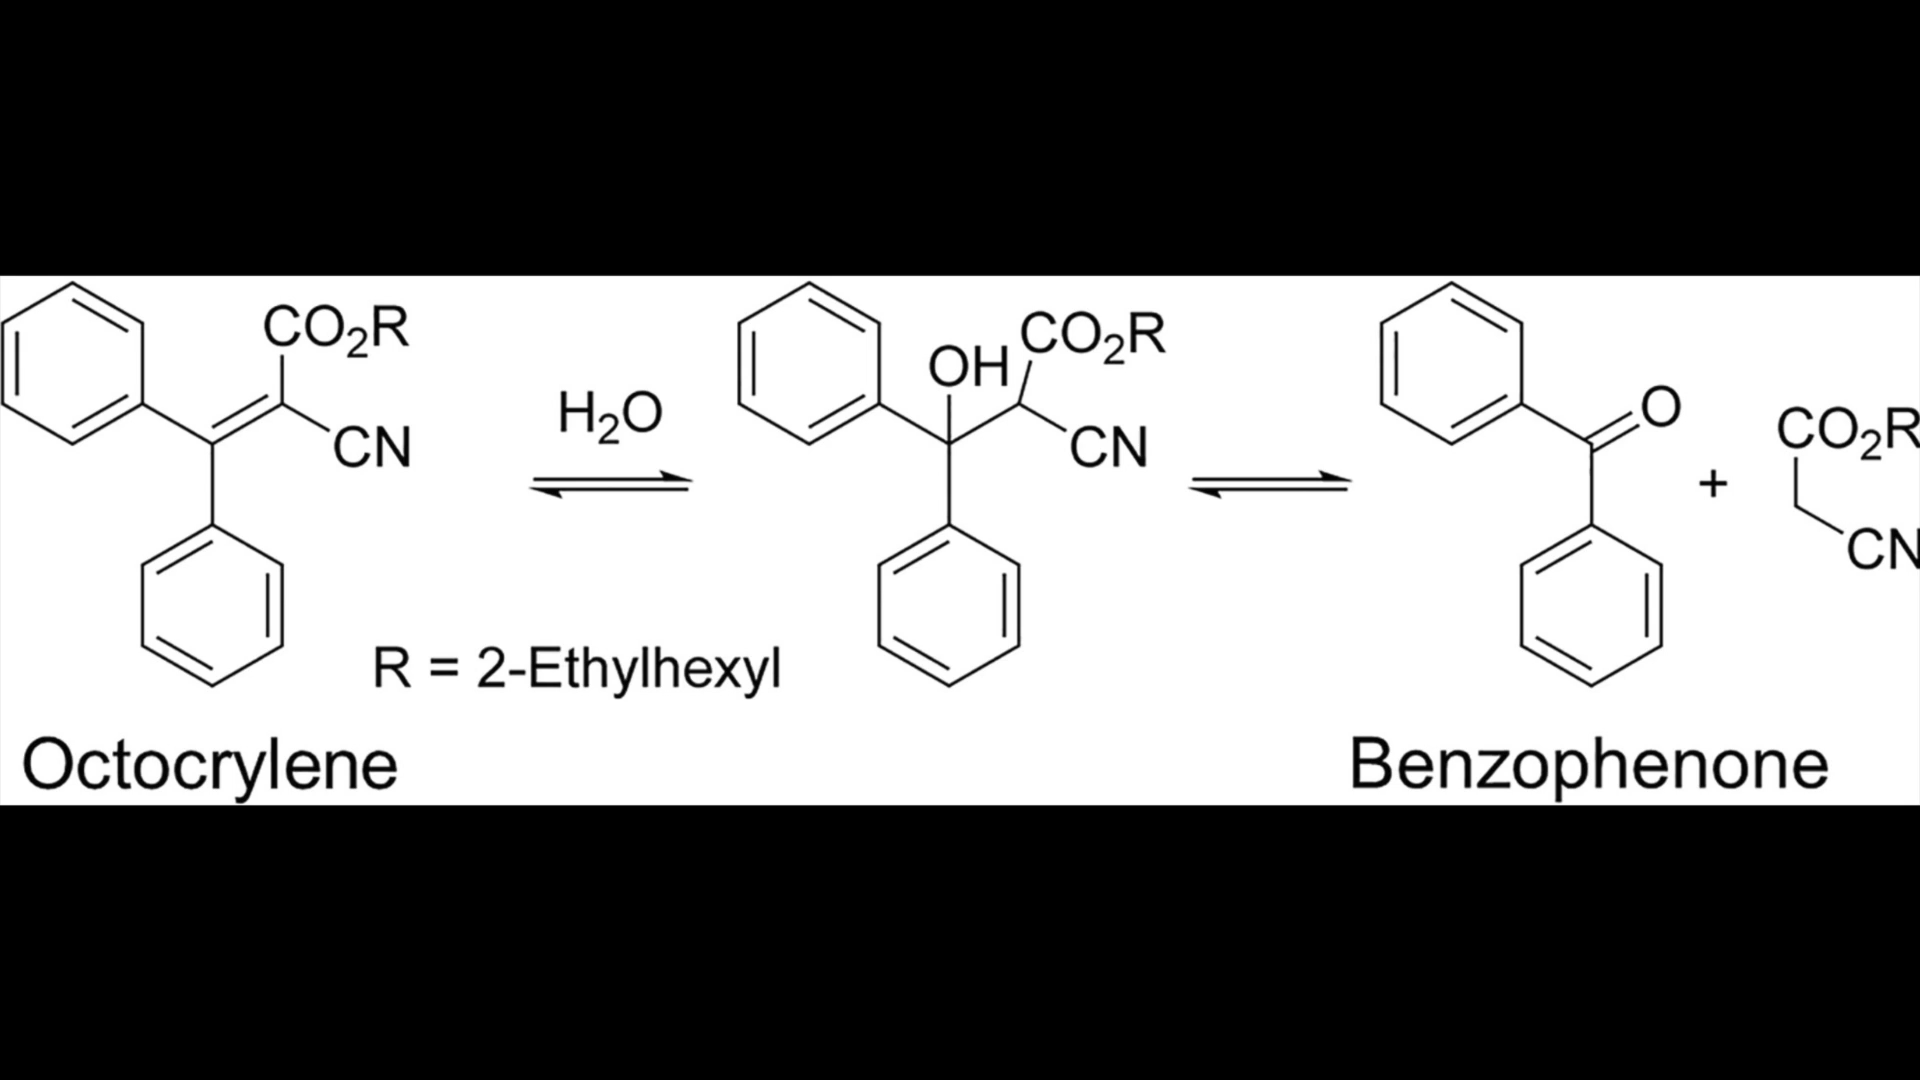 CO₂R
CN
H₂O
OH
CO₂R
CN
O
+
CO₂R
CN
R = 2-Ethylhexyl
Octocrylene
Benzophenone